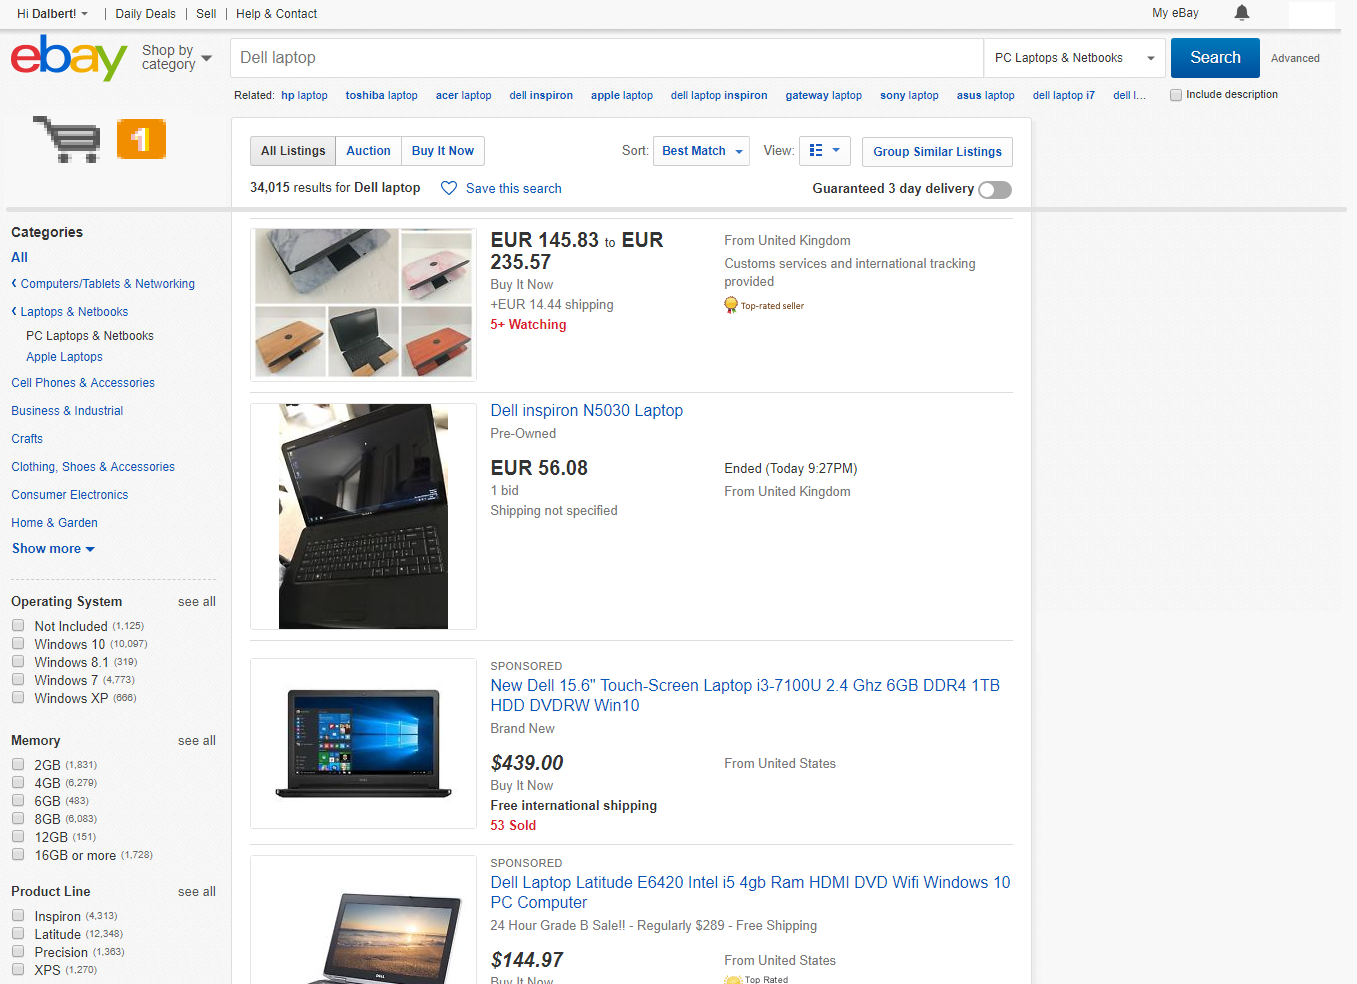 Hi Dalbert! Daily Deals Sell Help & Contact My eBay
ebay Shop by category Dell laptop PC Laptops & Netbooks Search Advanced
Related: hp laptop toshiba laptop acer laptop dell inspiron apple laptop dell laptop inspiron gateway laptop sony laptop asus laptop dell laptop i7 dell l... Include description
1
All Listings Auction Buy It Now Sort: Best Match View: Group Similar Listings
34,015 results for Dell laptop Save this search Guaranteed 3 day delivery
Categories
All
Computers/Tablets & Networking
Laptops & Netbooks
PC Laptops & Netbooks
Apple Laptops
Cell Phones & Accessories
Business & Industrial
Crafts
Clothing, Shoes & Accessories
Consumer Electronics
Home & Garden
Show more
Operating System see all
Not Included (1,125)
Windows 10 (10,097)
Windows 8.1 (319)
Windows 7 (4,773)
Windows XP (666)
Memory see all
2GB (1,831)
4GB (6,279)
6GB (483)
8GB (6,083)
12GB (151)
16GB or more (1,728)
Product Line see all
Inspiron (4,313)
Latitude (12,348)
Precision (1,363)
XPS (1,270)
EUR 145.83 to EUR 235.57
Buy It Now
+EUR 14.44 shipping
5+ Watching
From United Kingdom
Customs services and international tracking provided
Top-rated seller
Dell inspiron N5030 Laptop
Pre-Owned
EUR 56.08
1 bid
Shipping not specified
Ended (Today 9:27PM)
From United Kingdom
SPONSORED
New Dell 15.6" Touch-Screen Laptop i3-7100U 2.4 Ghz 6GB DDR4 1TB
HDD DVDRW Win10
Brand New
$439.00
Buy It Now
Free international shipping
53 Sold
From United States
SPONSORED
Dell Laptop Latitude E6420 Intel i5 4gb Ram HDMI DVD Wifi Windows 10
PC Computer
24 Hour Grade B Sale!! - Regularly $289 - Free Shipping
$144.97
Buy It Now
From United States
Top Rated